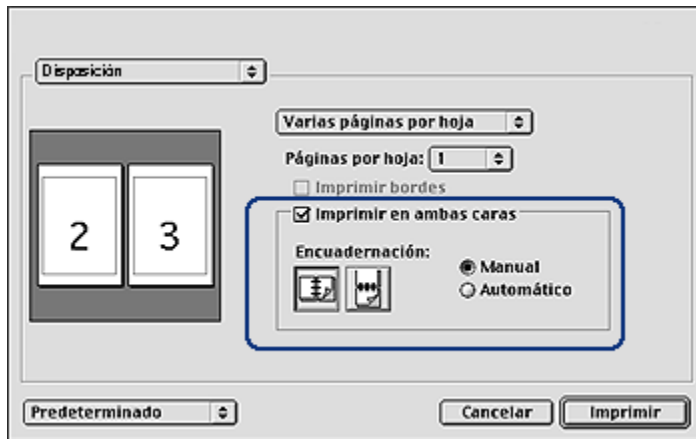 Disposición
Varias páginas por hoja
Páginas por hoja: 1
Imprimir bordes
Imprimir en ambas caras
2 3
Encuadernación:
Manual
Automático
Predeterminado
Cancelar
Imprimir